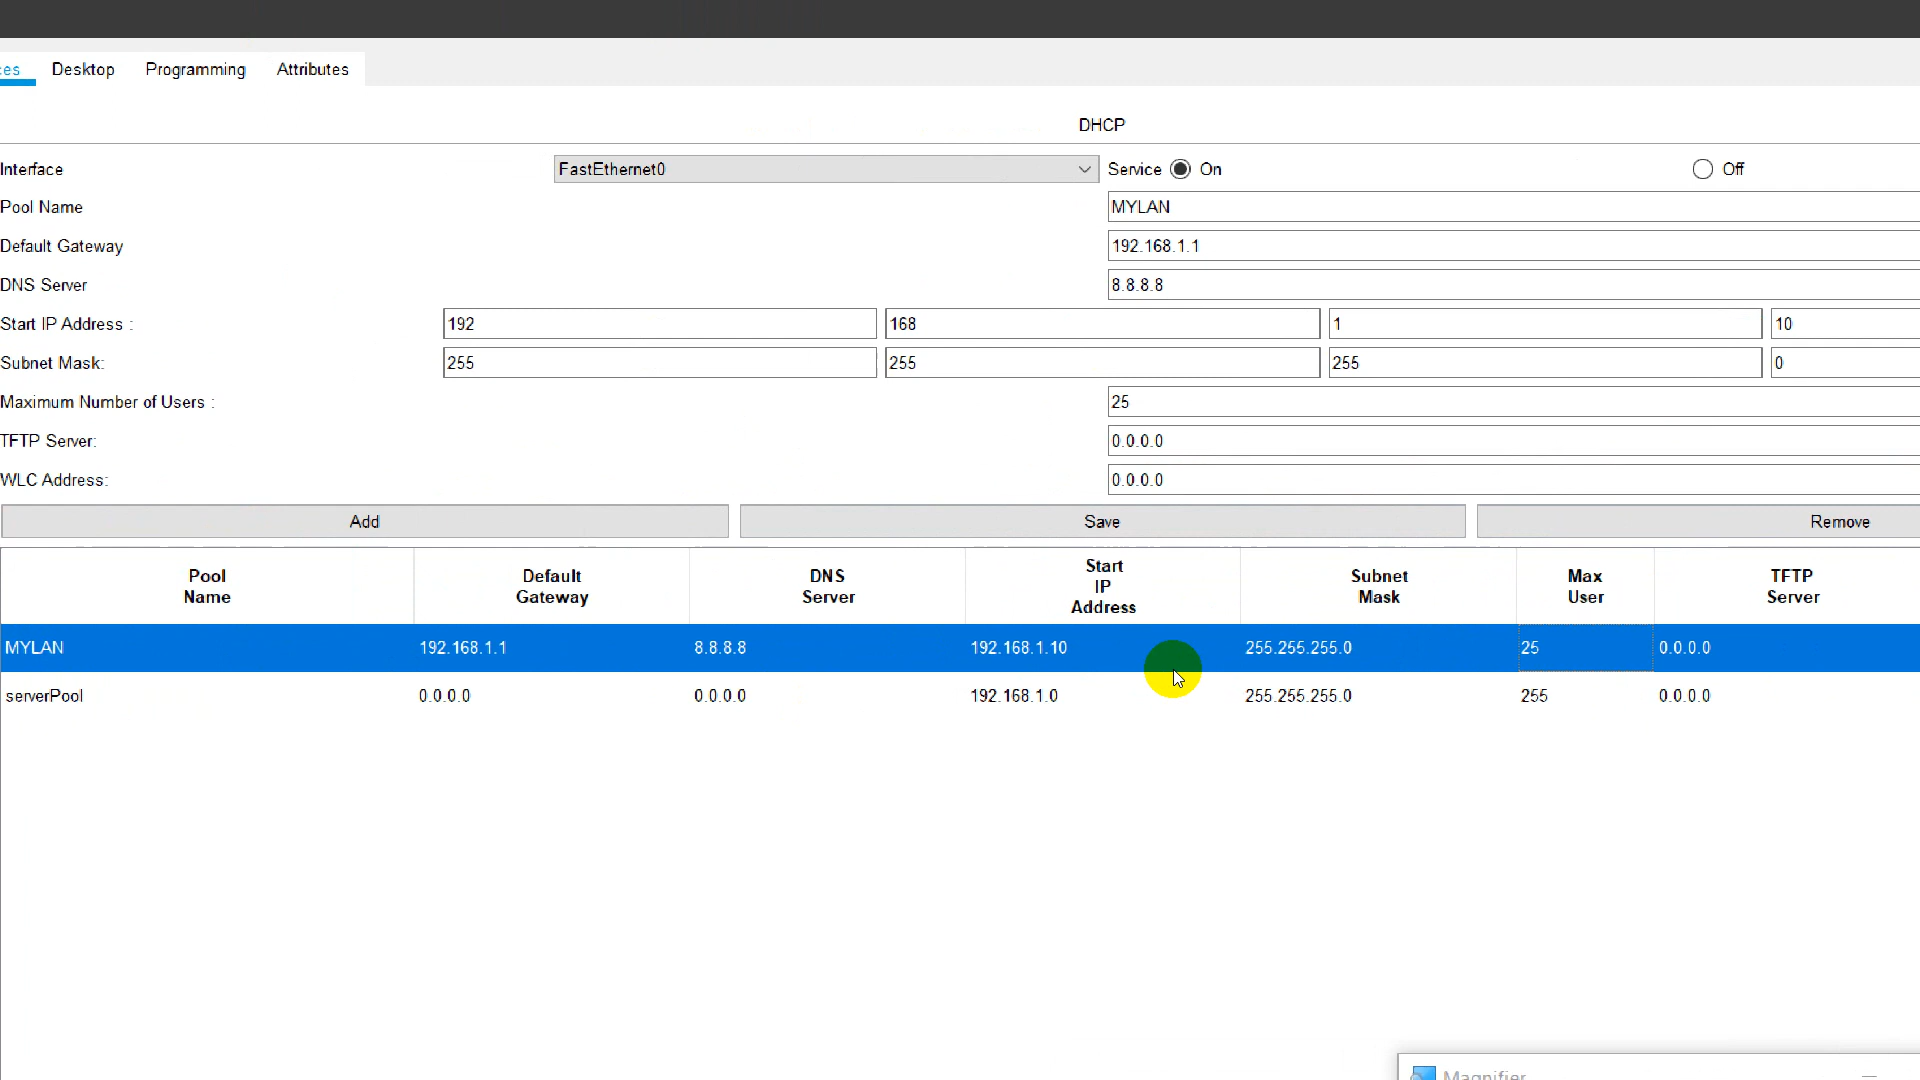 ces Desktop Programming Attributes
DHCP
Interface FastEthernet0 Service On Off
Pool Name MYLAN
Default Gateway 192.168.1.1
DNS Server 8.8.8.8
Start IP Address : 192 168 1 10
Subnet Mask: 255 255 255 0
Maximum Number of Users : 25
TFTP Server: 0.0.0.0
WLC Address: 0.0.0.0
Add Save Remove
Pool Name Default Gateway DNS Server Start IP Address Subnet Mask Max User TFTP Server
MYLAN 192.168.1.1 8.8.8.8 192.168.1.10 255.255.255.0 25 0.0.0.0
serverPool 0.0.0.0 0.0.0.0 192.168.1.0 255.255.255.0 255 0.0.0.0
Magnifier